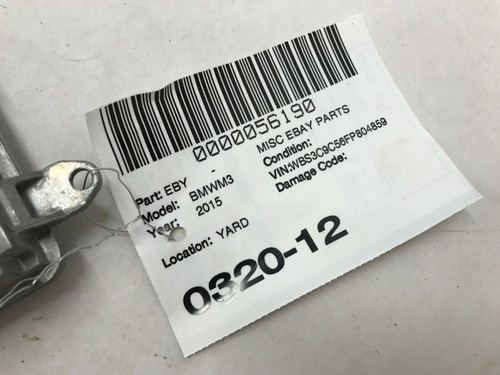 0000056190
Part: EBY - MISC EBAY PARTS
Model: BMWM3 Condition:
Year: 2015 VIN:WBS3C9C56FP804859
Location: YARD Damage Code:
0320-12